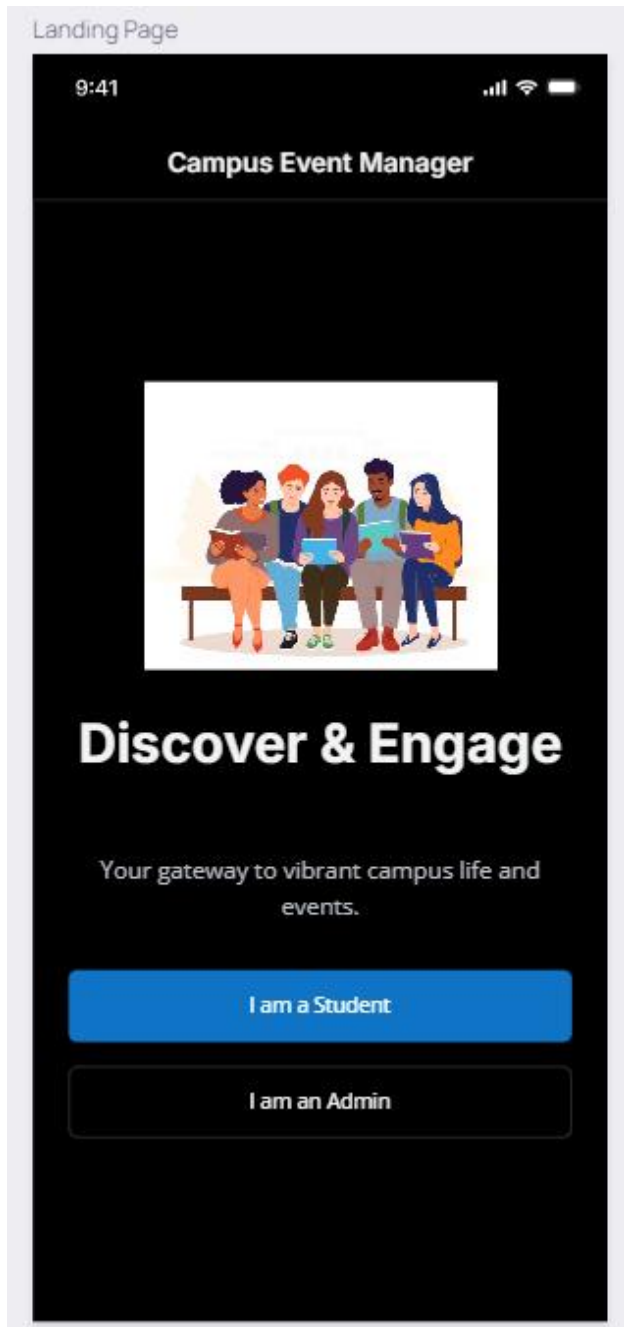 Landing Page
9:41
Campus Event Manager
Discover & Engage
Your gateway to vibrant campus life and
events.
I am a Student
I am an Admin